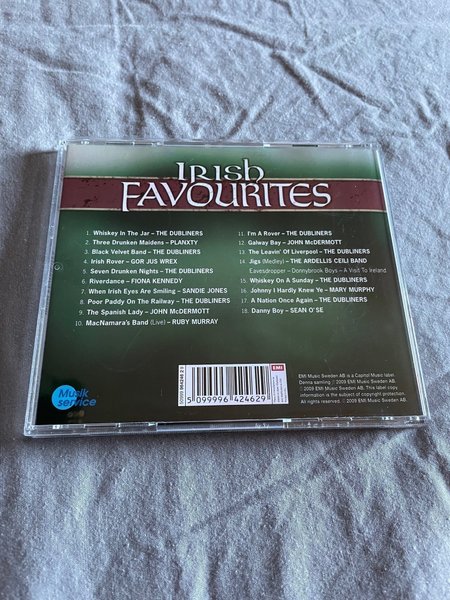 IRISH
FAVOURITES
1. Whiskey In The Jar – THE DUBLINERS
2. Three Drunken Maidens – PLANXTY
3. Black Velvet Band – THE DUBLINERS
4. Irish Rover – GOR JUS WREX
5. Seven Drunken Nights – THE DUBLINERS
6. Riverdance – FIONA KENNEDY
7. When Irish Eyes Are Smiling – SANDIE JONES
8. Poor Paddy On The Railway – THE DUBLINERS
9. The Spanish Lady – JOHN McDERMOTT
10. MacNamara's Band (Live) – RUBY MURRAY
11. I'm A Rover – THE DUBLINERS
12. Galway Bay – JOHN McDERMOTT
13. The Leavin' Of Liverpool – THE DUBLINERS
14. Jigs (Medley) – THE ARDELLIS CEILI BAND
Eavesdropper – Donnybrook Boys – A Visit To Ireland
15. Whiskey On A Sunday – THE DUBLINERS
16. Johnny I Hardly Knew Ye – MARY MURPHY
17. A Nation Once Again – THE DUBLINERS
18. Danny Boy – SEAN O'SE
Musik
service
5 099996 424629
EMI
EMI Music Sweden AB is a Capitol Music label.
Denna samling ℗ 2009 EMI Music Sweden AB.
© 2009 EMI Music Sweden AB. This label copy
information is the subject of copyright protection.
All rights reserved. © 2009 EMI Music Sweden AB.